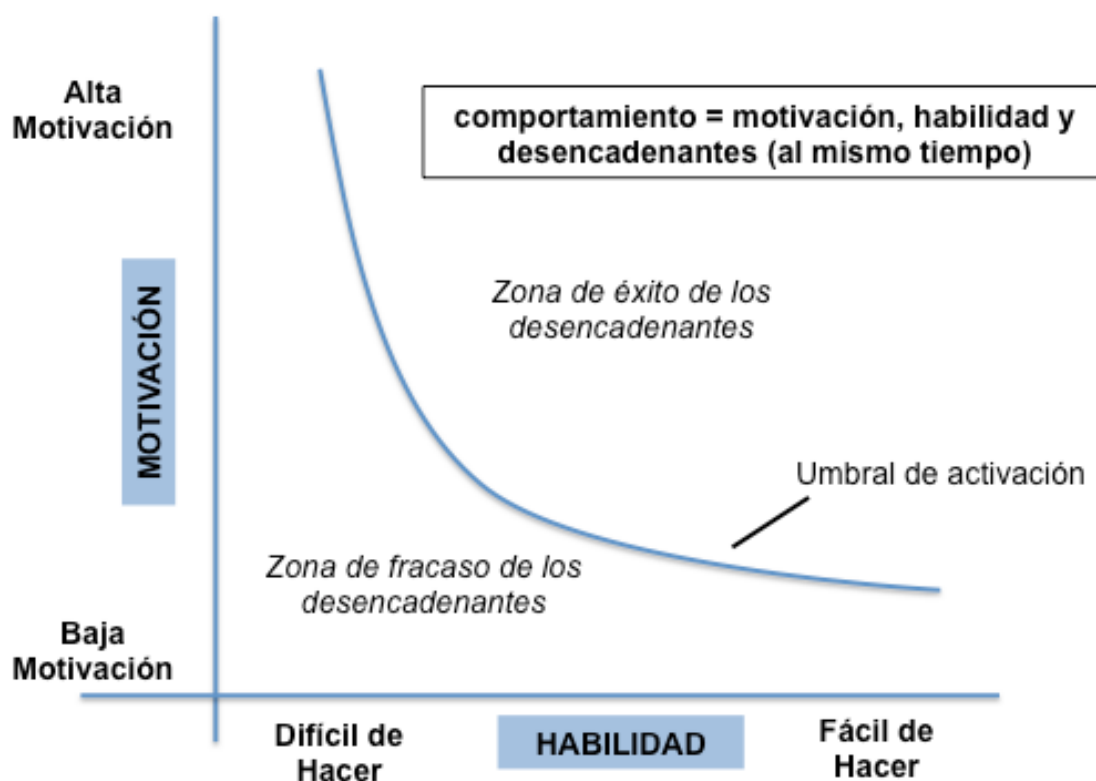 Alta
Motivación
comportamiento = motivación, habilidad y
desencadenantes (al mismo tiempo)
MOTIVACIÓN
Zona de éxito de los
desencadenantes
Umbral de activación
Zona de fracaso de los
desencadenantes
Baja
Motivación
Difícil de
Hacer
HABILIDAD
Fácil de
Hacer